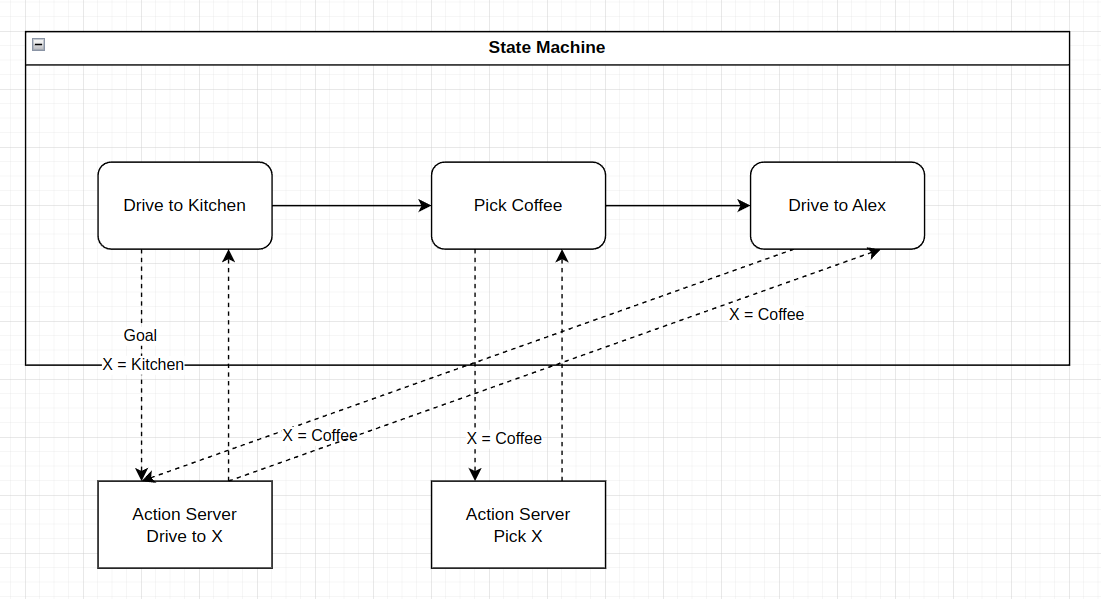 State Machine
Drive to Kitchen
Pick Coffee
Drive to Alex
X = Coffee
Goal
X = Kitchen
X = Coffee
X = Coffee
Action Server
Drive to X
Action Server
Pick X